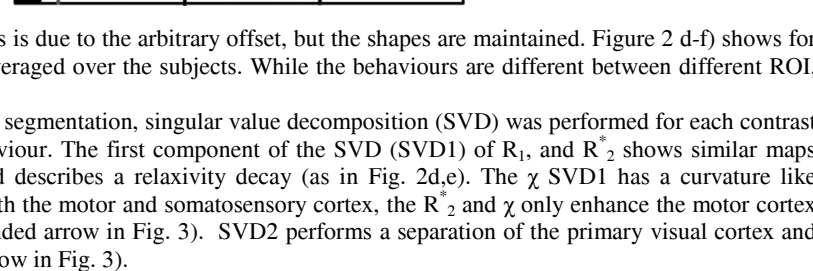 s is due to the arbitrary offset, but the shapes are maintained. Figure 2 d-f) shows for
veraged over the subjects. While the behaviours are different between different ROI,
segmentation, singular value decomposition (SVD) was performed for each contrast
viour. The first component of the SVD (SVD1) of R₁, and R*₂ shows similar maps
d describes a relaxivity decay (as in Fig. 2d,e). The χ SVD1 has a curvature like
th the motor and somatosensory cortex, the R*₂ and χ only enhance the motor cortex
nded arrow in Fig. 3). SVD2 performs a separation of the primary visual cortex and
ow in Fig. 3).